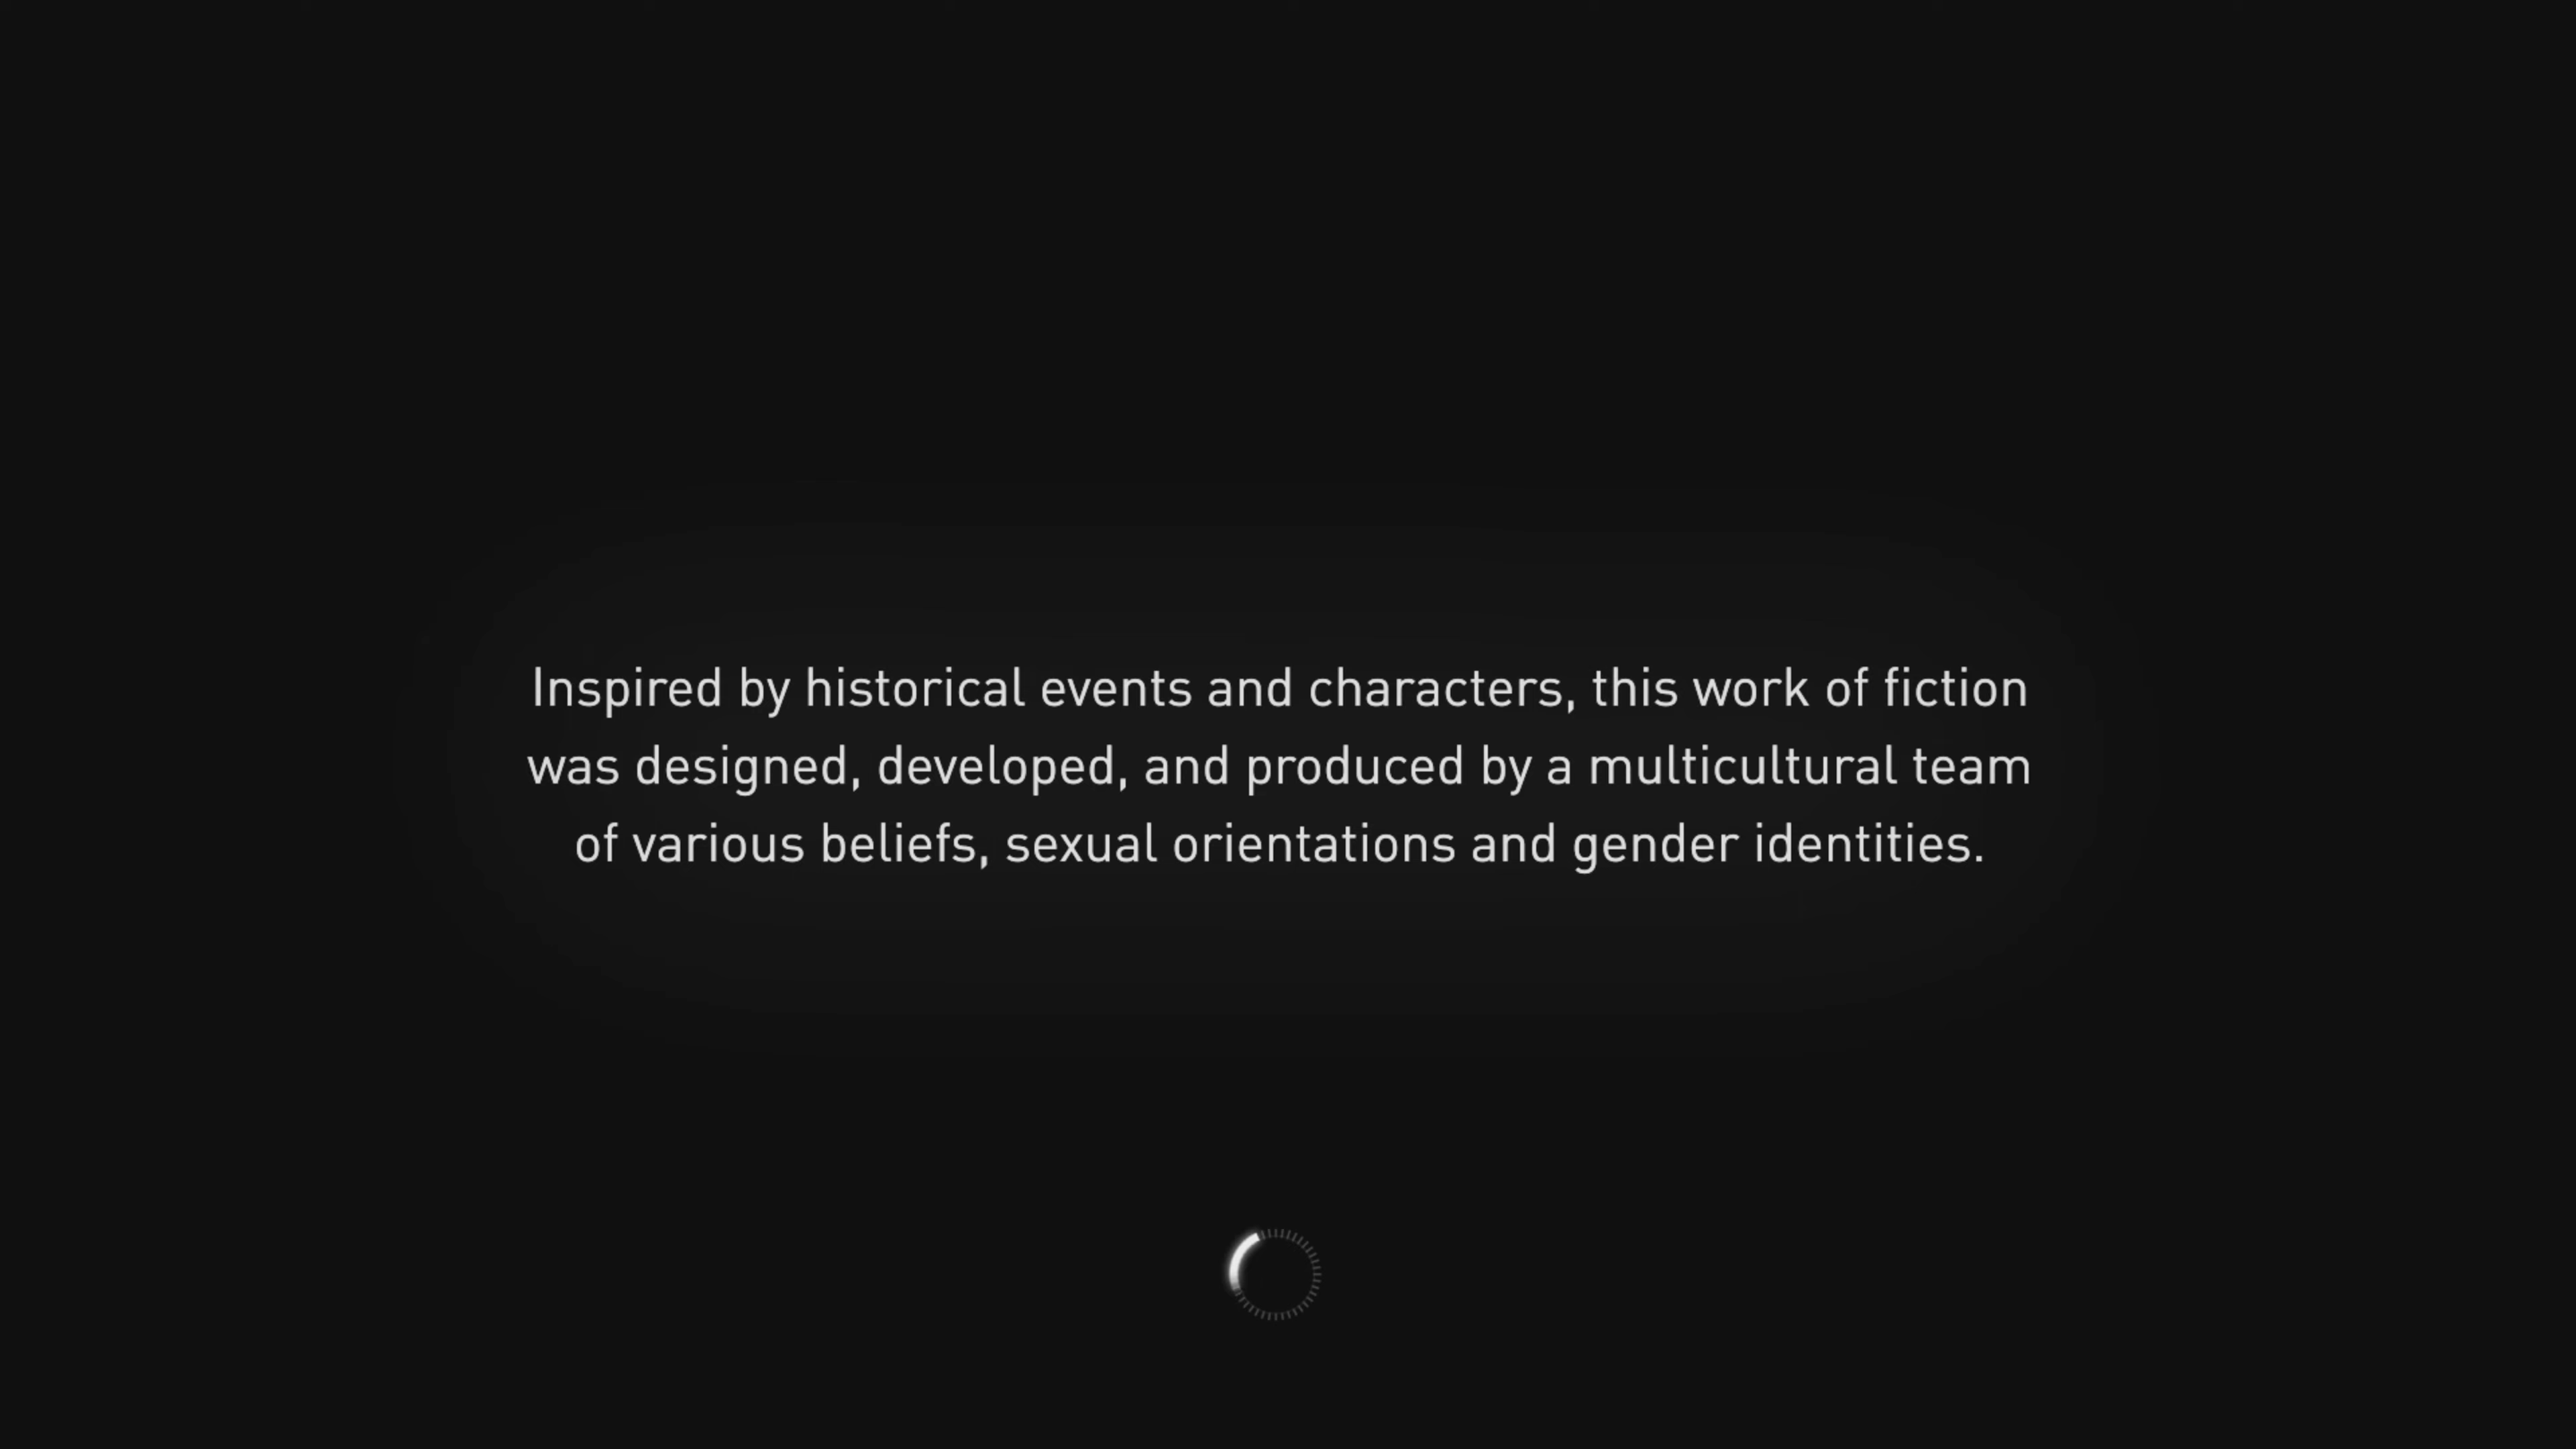 Inspired by historical events and characters, this work of fiction
was designed, developed, and produced by a multicultural team
of various beliefs, sexual orientations and gender identities.